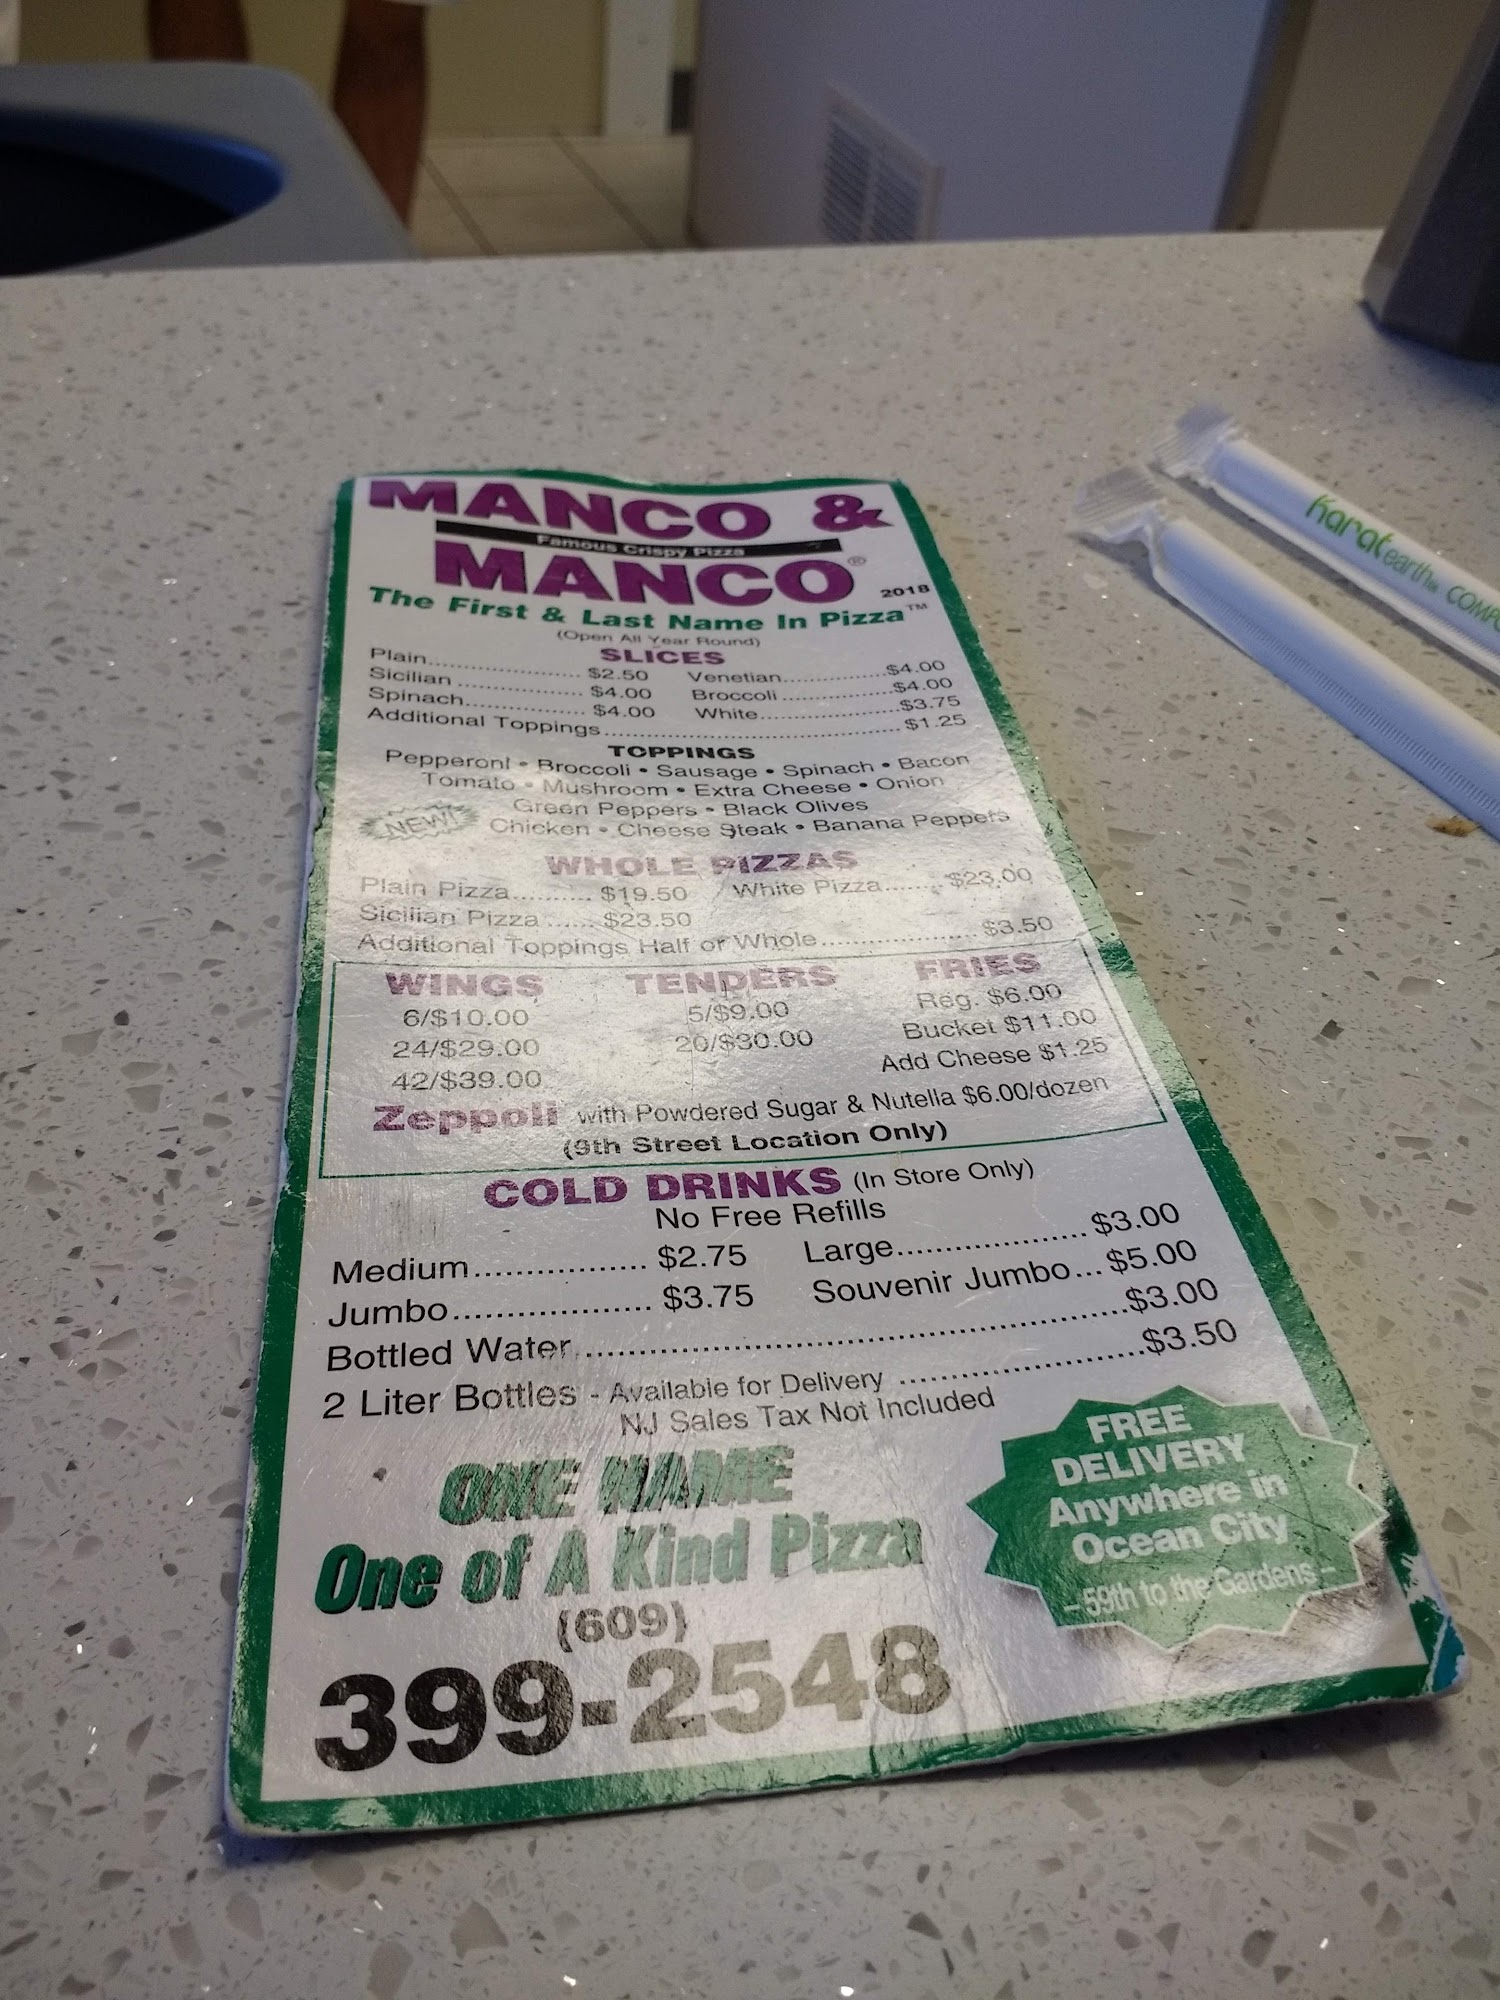 MANCO &
Famous Crispy Pizza
MANCO®
2018
The First & Last Name In Pizza™
(Open All Year Round)
SLICES
Plain............................ $2.50 Venetian..................$4.00
Sicilian ....................... $4.00 Broccoli ...................$4.00
Spinach...................... $4.00 White.......................$3.75
Additional Toppings................................................ $1.25
TOPPINGS
Pepperoni • Broccoli • Sausage • Spinach • Bacon
Tomato • Mushroom • Extra Cheese • Onion
Green Peppers • Black Olives
NEW! Chicken • Cheese Steak • Banana Peppers
WHOLE PIZZAS
Plain Pizza........... $19.50 White Pizza........$23.00
Sicilian Pizza ...... $23.50
Additional Toppings Half or Whole..................... $3.50
WINGS TENDERS FRIES
6/$10.00 5/$9.00 Reg. $6.00
24/$29.00 20/$30.00 Bucket $11.00
42/$39.00 Add Cheese $1.25
Zeppoli with Powdered Sugar & Nutella $6.00/dozen
(9th Street Location Only)
COLD DRINKS (In Store Only)
No Free Refills
Medium................. $2.75 Large....................$3.00
Jumbo................... $3.75 Souvenir Jumbo...$5.00
Bottled Water......................................................$3.00
2 Liter Bottles - Available for Delivery ........................$3.50
NJ Sales Tax Not Included
ONE NAME
One of A Kind Pizza
(609)
399-2548
FREE
DELIVERY
Anywhere in
Ocean City
– 59th to the Gardens –
karat earth COMPO